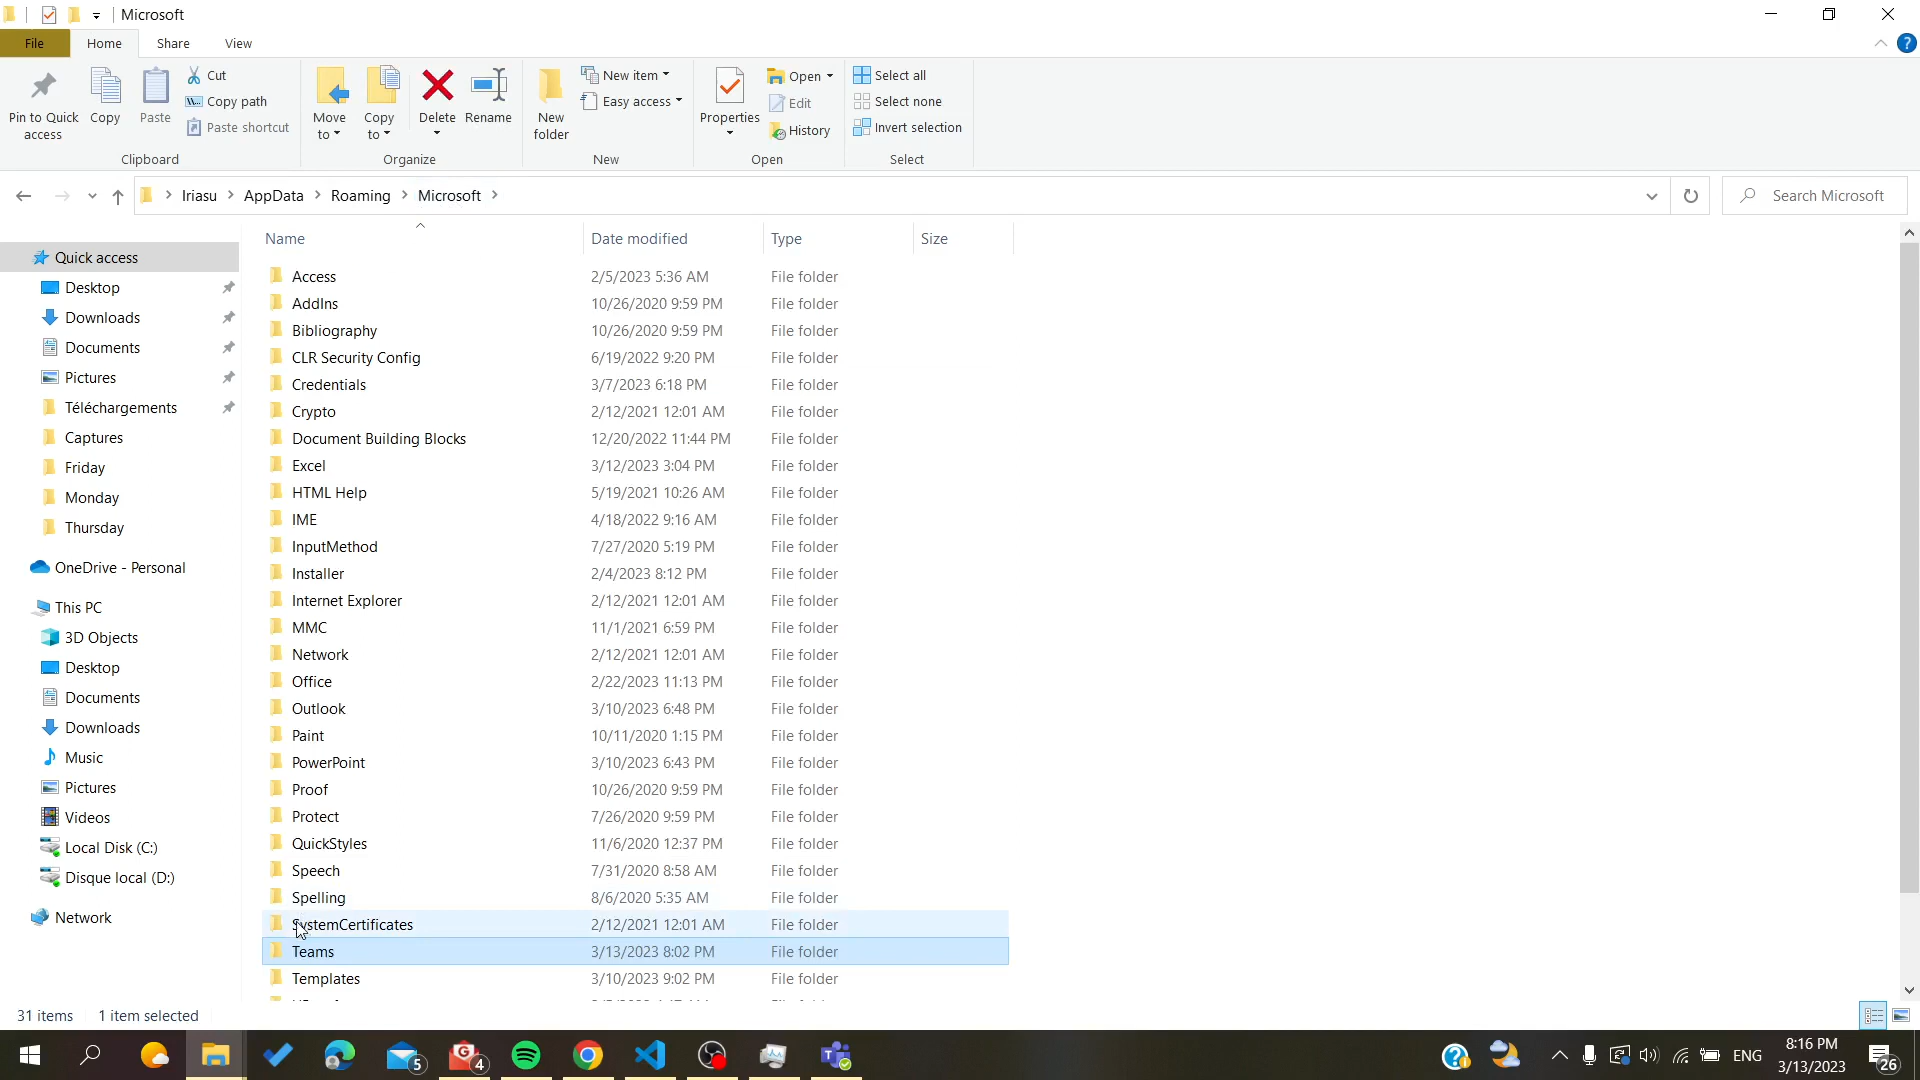 Microsoft
File Home Share View
Pin to Quick access
Copy
Paste
Cut
Copy path
Paste shortcut
Clipboard
Move to
Copy to
Delete
Rename
Organize
New folder
New item
Easy access
New
Properties
Open
Edit
History
Open
Select all
Select none
Invert selection
Select
Iriasu AppData Roaming Microsoft
Search Microsoft
Quick access
Desktop
Downloads
Documents
Pictures
Téléchargements
Captures
Friday
Monday
Thursday
OneDrive - Personal
This PC
3D Objects
Desktop
Documents
Downloads
Music
Pictures
Videos
Local Disk (C:)
Disque local (D:)
Network
Name Date modified Type Size
Access 2/5/2023 5:36 AM File folder
AddIns 10/26/2020 9:59 PM File folder
Bibliography 10/26/2020 9:59 PM File folder
CLR Security Config 6/19/2022 9:20 PM File folder
Credentials 3/7/2023 6:18 PM File folder
Crypto 2/12/2021 12:01 AM File folder
Document Building Blocks 12/20/2022 11:44 PM File folder
Excel 3/12/2023 3:04 PM File folder
HTML Help 5/19/2021 10:26 AM File folder
IME 4/18/2022 9:16 AM File folder
InputMethod 7/27/2020 5:19 PM File folder
Installer 2/4/2023 8:12 PM File folder
Internet Explorer 2/12/2021 12:01 AM File folder
MMC 11/1/2021 6:59 PM File folder
Network 2/12/2021 12:01 AM File folder
Office 2/22/2023 11:13 PM File folder
Outlook 3/10/2023 6:48 PM File folder
Paint 10/11/2020 1:15 PM File folder
PowerPoint 3/10/2023 6:43 PM File folder
Proof 10/26/2020 9:59 PM File folder
Protect 7/26/2020 9:59 PM File folder
QuickStyles 11/6/2020 12:37 PM File folder
Speech 7/31/2020 8:58 AM File folder
Spelling 8/6/2020 5:35 AM File folder
SystemCertificates 2/12/2021 12:01 AM File folder
Teams 3/13/2023 8:02 PM File folder
Templates 3/10/2023 9:02 PM File folder
31 items 1 item selected
5
4
ENG
8:16 PM
3/13/2023
26